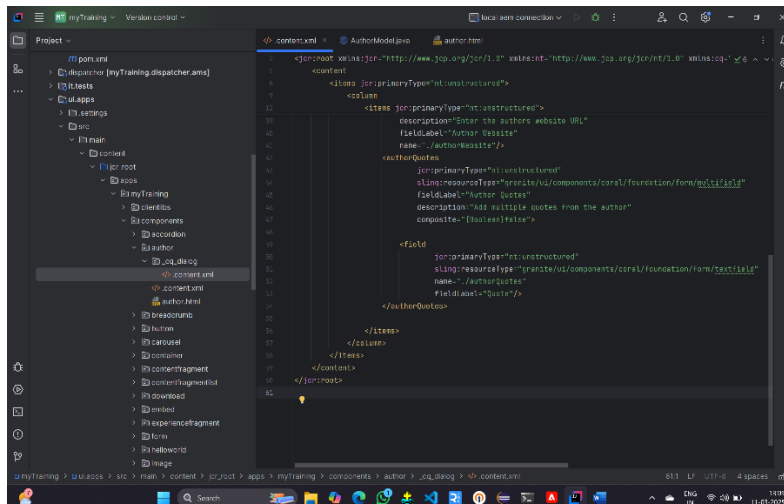 MT myTraining Version control local aem connection
Project
.content.xml AuthorModel.java author.html
pom.xml
dispatcher [myTraining.dispatcher.ams]
it.tests
ui.apps
.settings
src
main
content
jcr_root
apps
myTraining
clientlibs
components
accordion
author
_cq_dialog
.content.xml
.content.xml
author.html
breadcrumb
button
carousel
container
contentfragment
contentfragmentlist
download
embed
experiencefragment
form
helloworld
image
<jcr:root xmlns:jcr="http://www.jcp.org/jcr/1.0" xmlns:nt="http://www.jcp.org/jcr/nt/1.0" xmlns:cq= 6
<content
<items jcr:primaryType="nt:unstructured">
<column
<items jcr:primaryType="nt:unstructured">
description="Enter the authors website URL"
fieldLabel="Author Website"
name="./authorWebsite"/>
<authorQuotes
jcr:primaryType="nt:unstructured"
sling:resourceType="granite/ui/components/coral/foundation/form/multifield"
fieldLabel="Author Quotes"
description="Add multiple quotes from the author"
composite="{Boolean}false">
<field
jcr:primaryType="nt:unstructured"
sling:resourceType="granite/ui/components/coral/foundation/form/textfield"
name="./authorQuotes"
fieldLabel="Quote"/>
</authorQuotes>
</items>
</column>
</items>
</content>
</jcr:root>
61
myTraining > ui.apps > src > main > content > jcr_root > apps > myTraining > components > author > _cq_dialog > .content.xml 61:1 LF UTF-8 4 spaces
Search ENG
IN